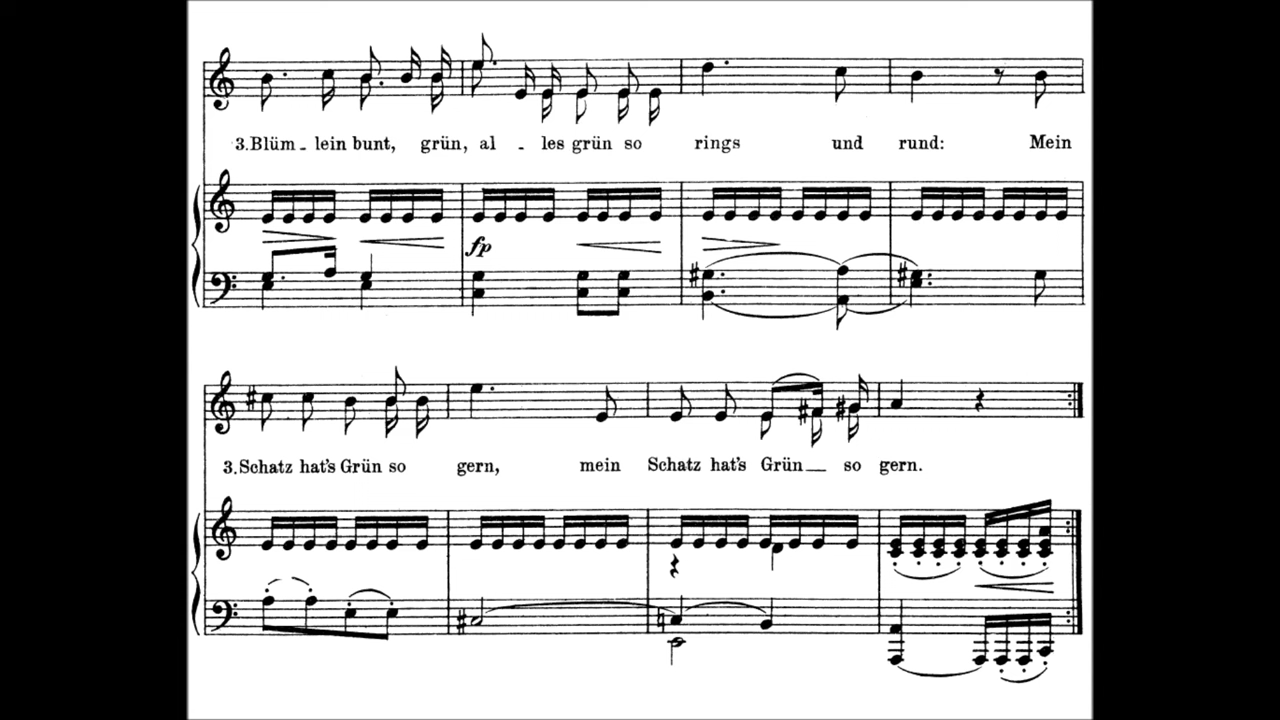 3. Blüm - lein bunt, grün, al - les grün so rings und rund: Mein
fp
3. Schatz hat's Grün so gern, mein Schatz hat's Grün so gern.